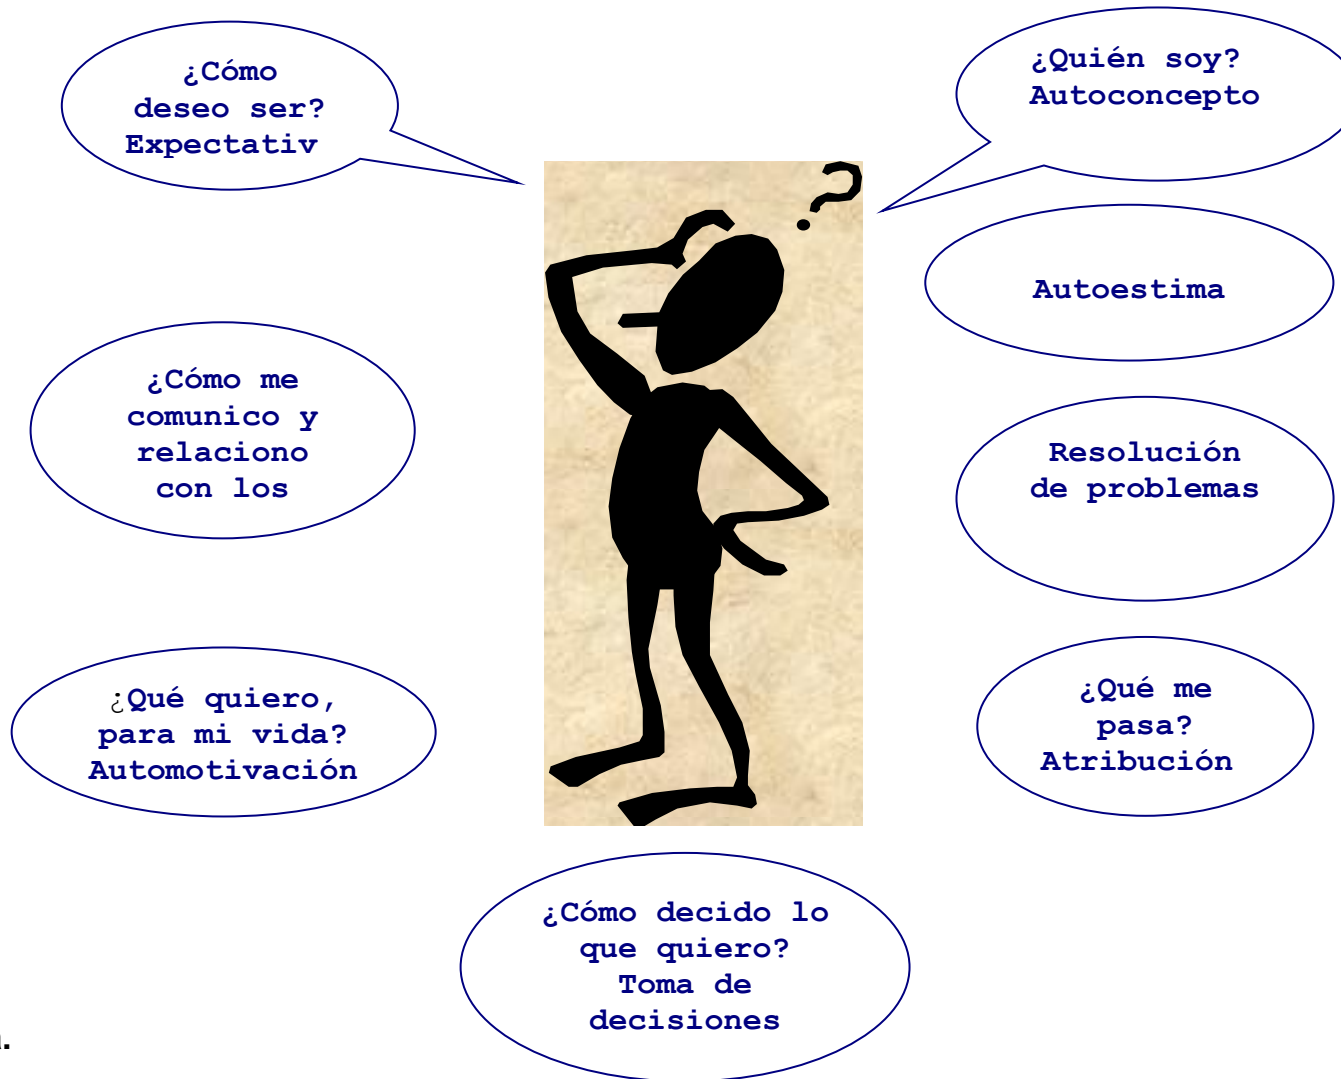 ¿Cómo
deseo ser?
Expectativ
¿Quién soy?
Autoconcepto
Autoestima
¿Cómo me
comunico y
relaciono
con los
Resolución
de problemas
¿Qué quiero,
para mi vida?
Automotivación
¿Qué me
pasa?
Atribución
¿Cómo decido lo
que quiero?
Toma de
decisiones